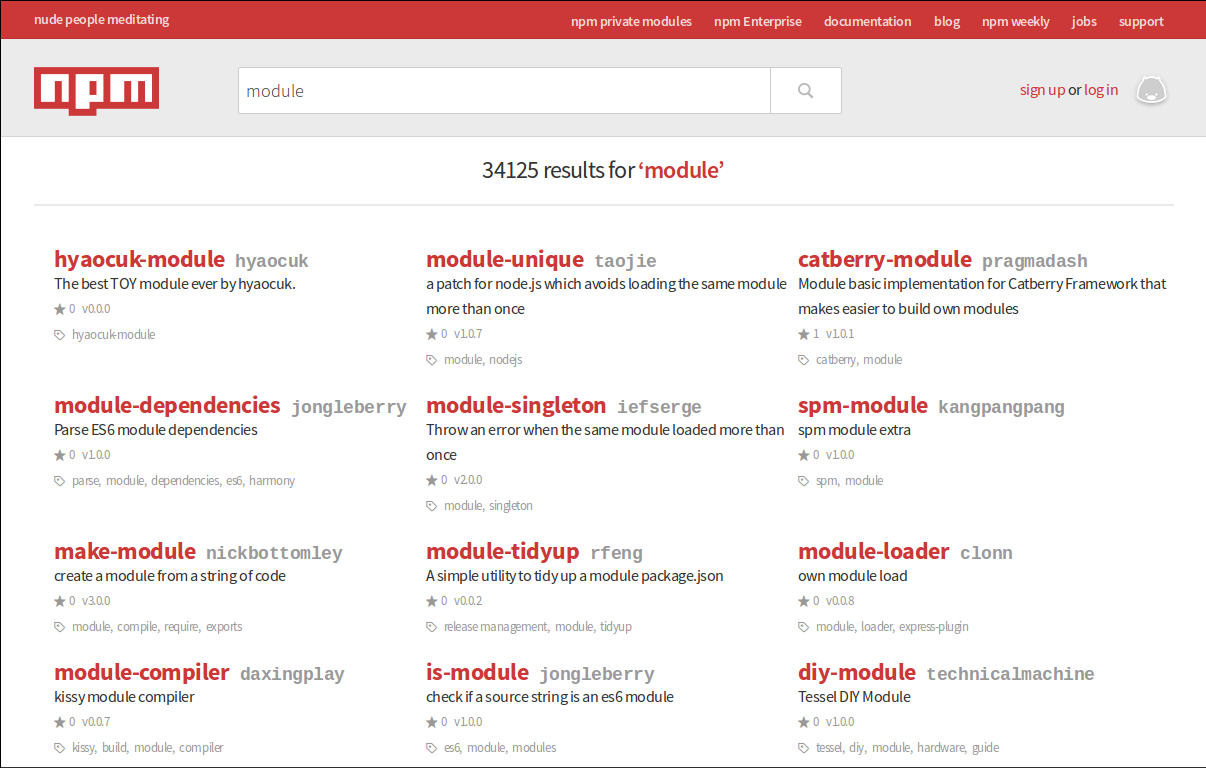 nude people meditating
npm private modules npm Enterprise documentation blog npm weekly jobs support
npm
module
sign up or log in
34125 results for ‘module’
hyaocuk-module hyaocuk
The best TOY module ever by hyaocuk.
0 v0.0.0
hyaocuk-module
module-unique taojie
a patch for node.js which avoids loading the same module
more than once
0 v1.0.7
module, nodejs
catberry-module pragmadash
Module basic implementation for Catberry Framework that
makes easier to build own modules
1 v1.0.1
catberry, module
module-dependencies jongleberry
Parse ES6 module dependencies
0 v1.0.0
parse, module, dependencies, es6, harmony
module-singleton iefserge
Throw an error when the same module loaded more than
once
0 v2.0.0
module, singleton
spm-module kangpangpang
spm module extra
0 v1.0.0
spm, module
make-module nickbottomley
create a module from a string of code
0 v3.0.0
module, compile, require, exports
module-tidyup rfeng
A simple utility to tidy up a module package.json
0 v0.0.2
release management, module, tidyup
module-loader clonn
own module load
0 v0.0.8
module, loader, express-plugin
module-compiler daxingplay
kissy module compiler
0 v0.0.7
kissy, build, module, compiler
is-module jongleberry
check if a source string is an es6 module
0 v1.0.0
es6, module, modules
diy-module technicalmachine
Tessel DIY Module
0 v1.0.0
tessel, diy, module, hardware, guide